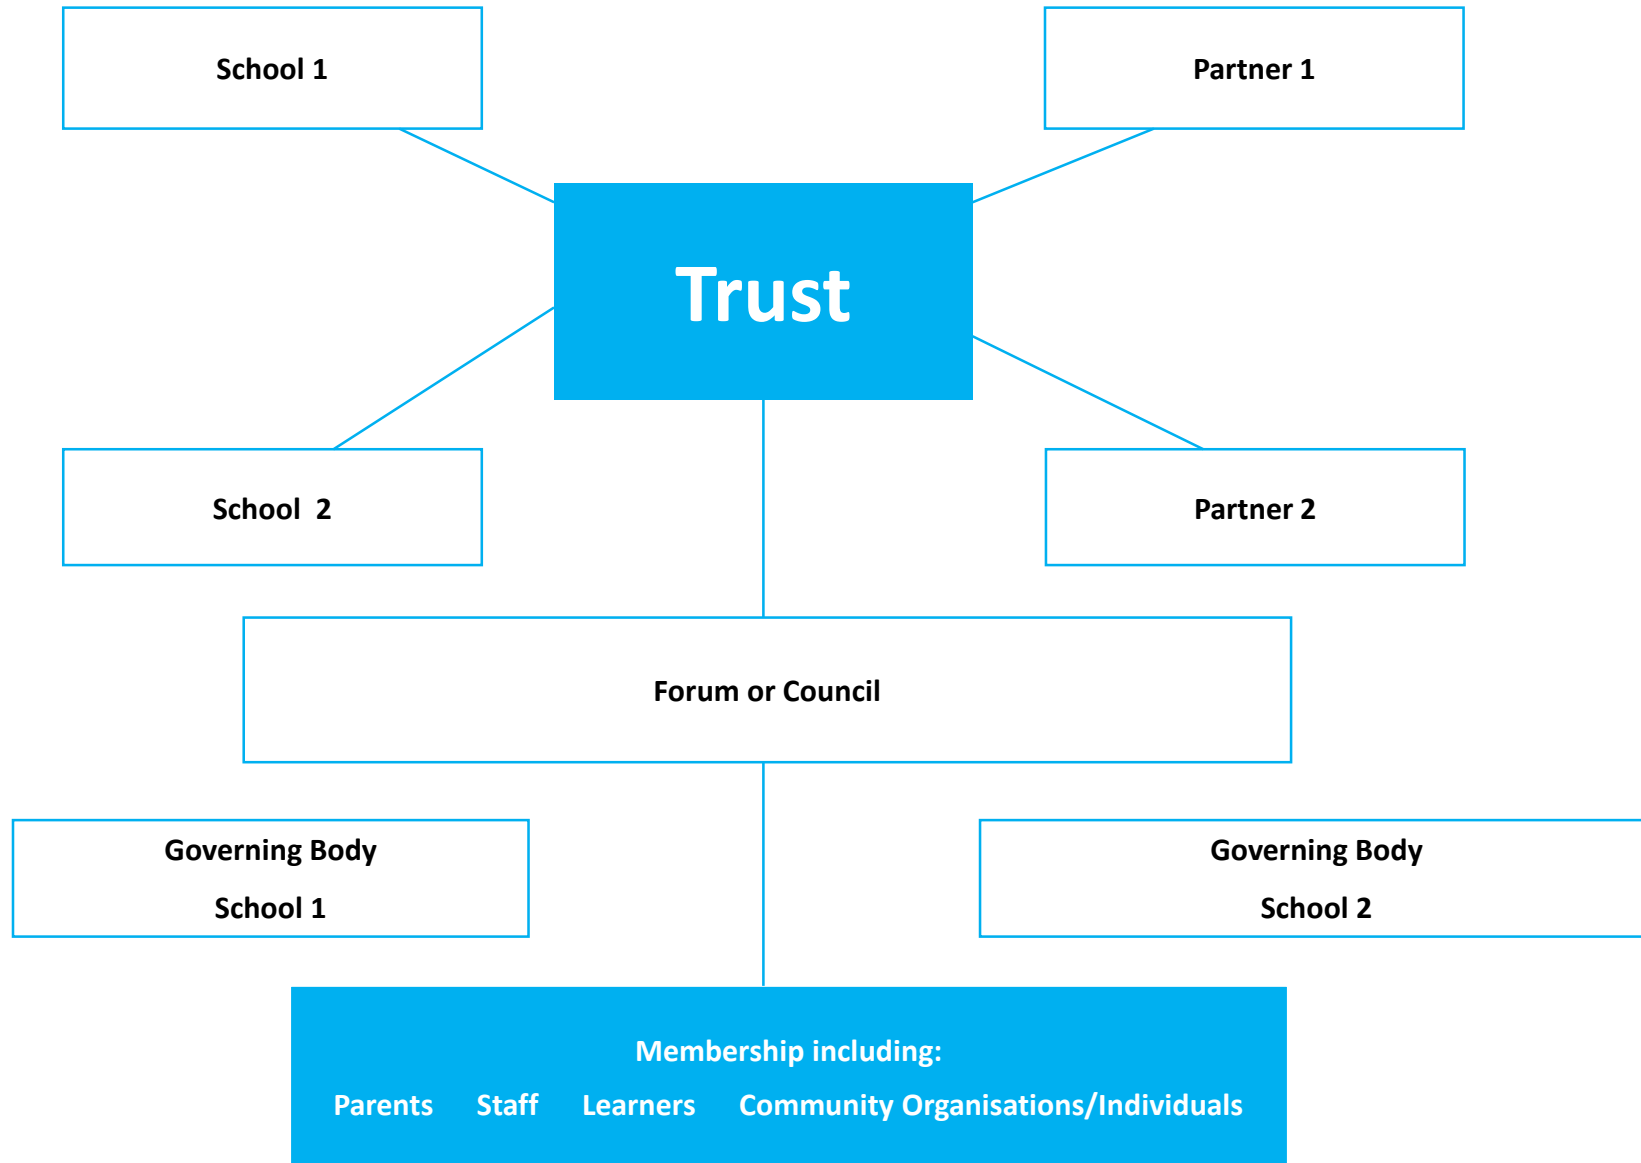 School 1
Partner 1
Trust
School  2
Partner 2
Forum or Council
Governing Body
School 1
Governing Body
School 2
Membership including:
Parents Staff Learners Community Organisations/Individuals